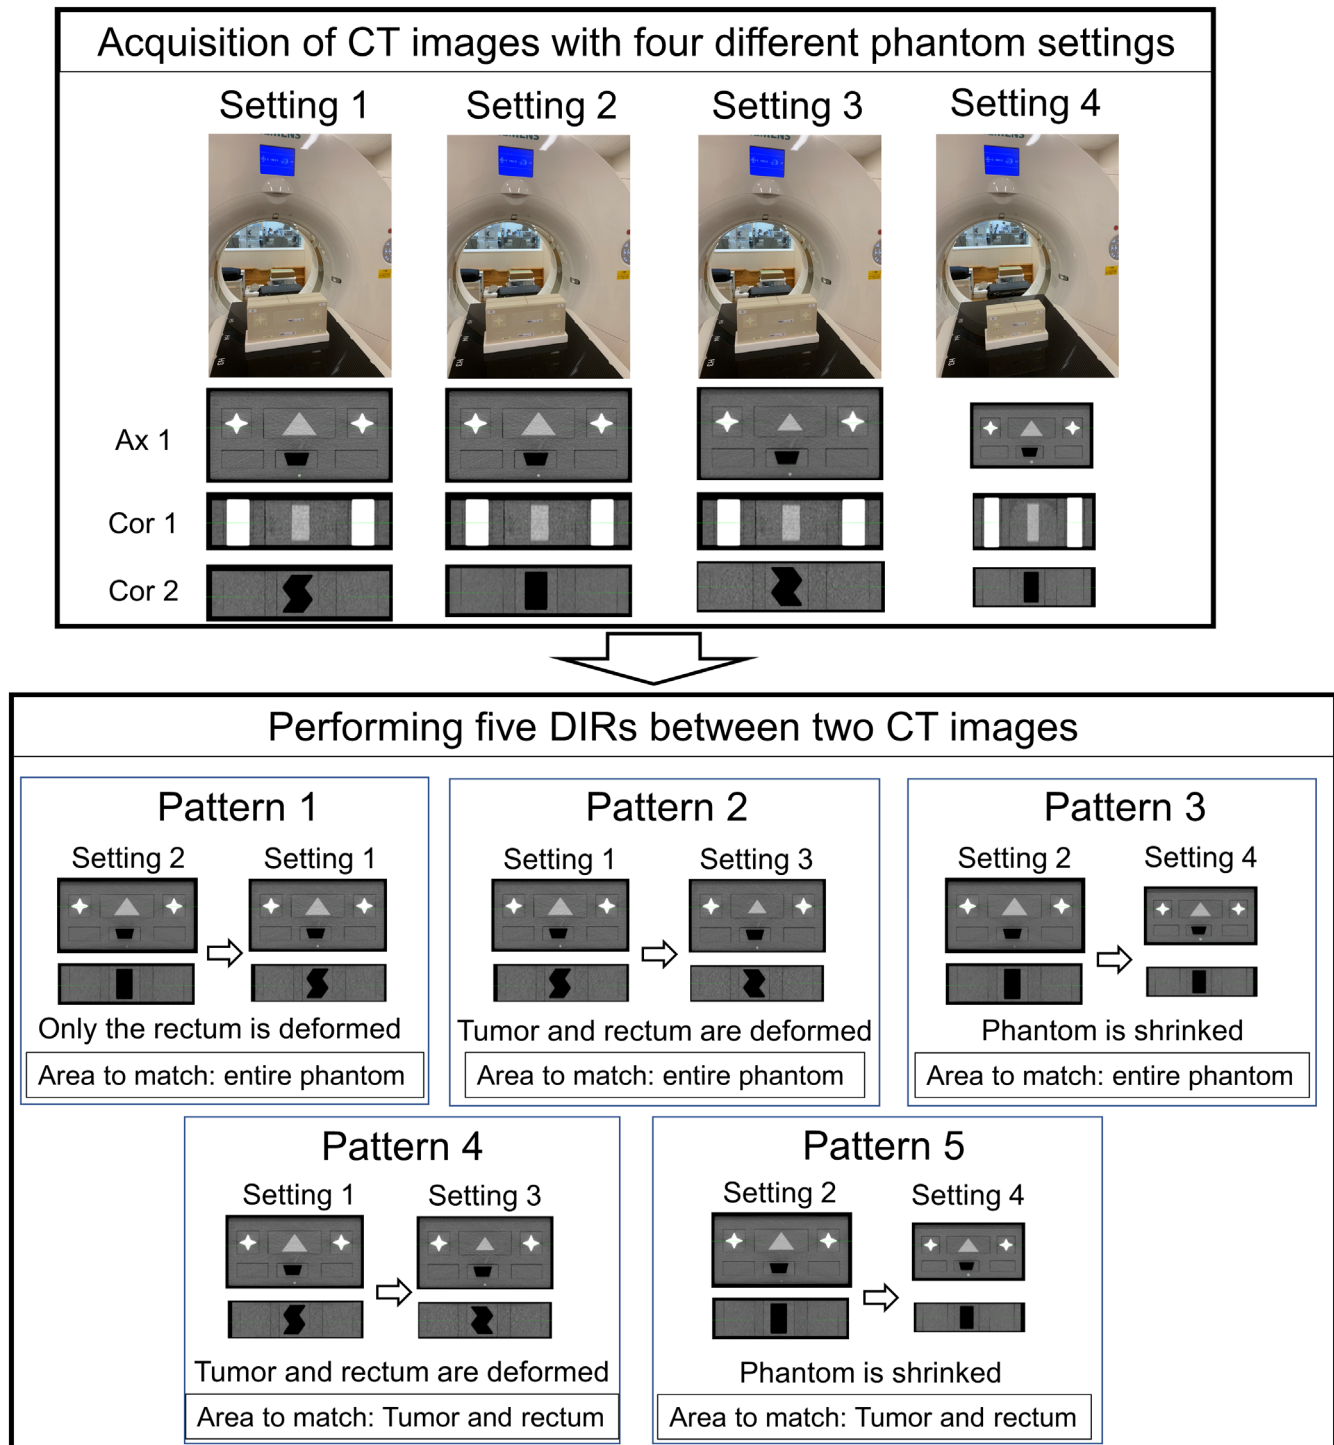 Acquisition of CT images with four different phantom settings
Setting 1
Setting 2
Setting 3
Setting 4
Ax 1
Cor 1
Cor 2
Performing five DIRs between two CT images
Pattern 1
Setting 2
Setting 1
Only the rectum is deformed
Area to match: entire phantom
Pattern 2
Setting 1
Setting 3
Tumor and rectum are deformed
Area to match: entire phantom
Pattern 3
Setting 2
Setting 4
Phantom is shrinked
Area to match: entire phantom
Pattern 4
Setting 1
Setting 3
Tumor and rectum are deformed
Area to match: Tumor and rectum
Pattern 5
Setting 2
Setting 4
Phantom is shrinked
Area to match: Tumor and rectum